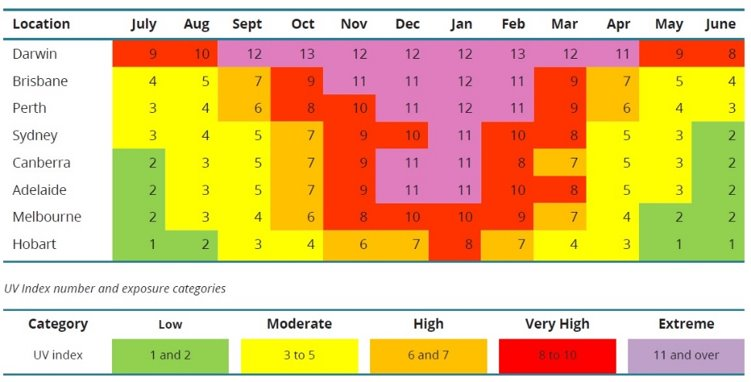 Location July Aug Sept Oct Nov Dec Jan Feb Mar Apr May June
Darwin 9 10 12 13 12 12 12 13 12 11 9 8
Brisbane 4 5 7 9 11 11 12 11 9 7 5 4
Perth 3 4 6 8 10 11 12 11 9 6 4 3
Sydney 3 4 5 7 9 10 11 10 8 5 3 2
Canberra 2 3 5 7 9 11 11 8 7 5 3 2
Adelaide 2 3 5 7 9 11 11 10 8 5 3 2
Melbourne 2 3 4 6 8 10 10 9 7 4 2 2
Hobart 1 2 3 4 6 7 8 7 4 3 1 1
UV Index number and exposure categories
Category Low Moderate High Very High Extreme
UV index 1 and 2 3 to 5 6 and 7 8 to 10 11 and over